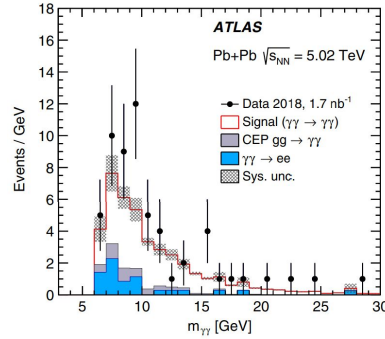 ATLAS
Pb+Pb √sNN = 5.02 TeV
Data 2018, 1.7 nb⁻¹
Signal (γγ → γγ)
CEP gg → γγ
γγ → ee
Sys. unc.
Events / GeV
18
16
14
12
10
8
6
4
2
0
0 5 10 15 20 25 30
mγγ [GeV]